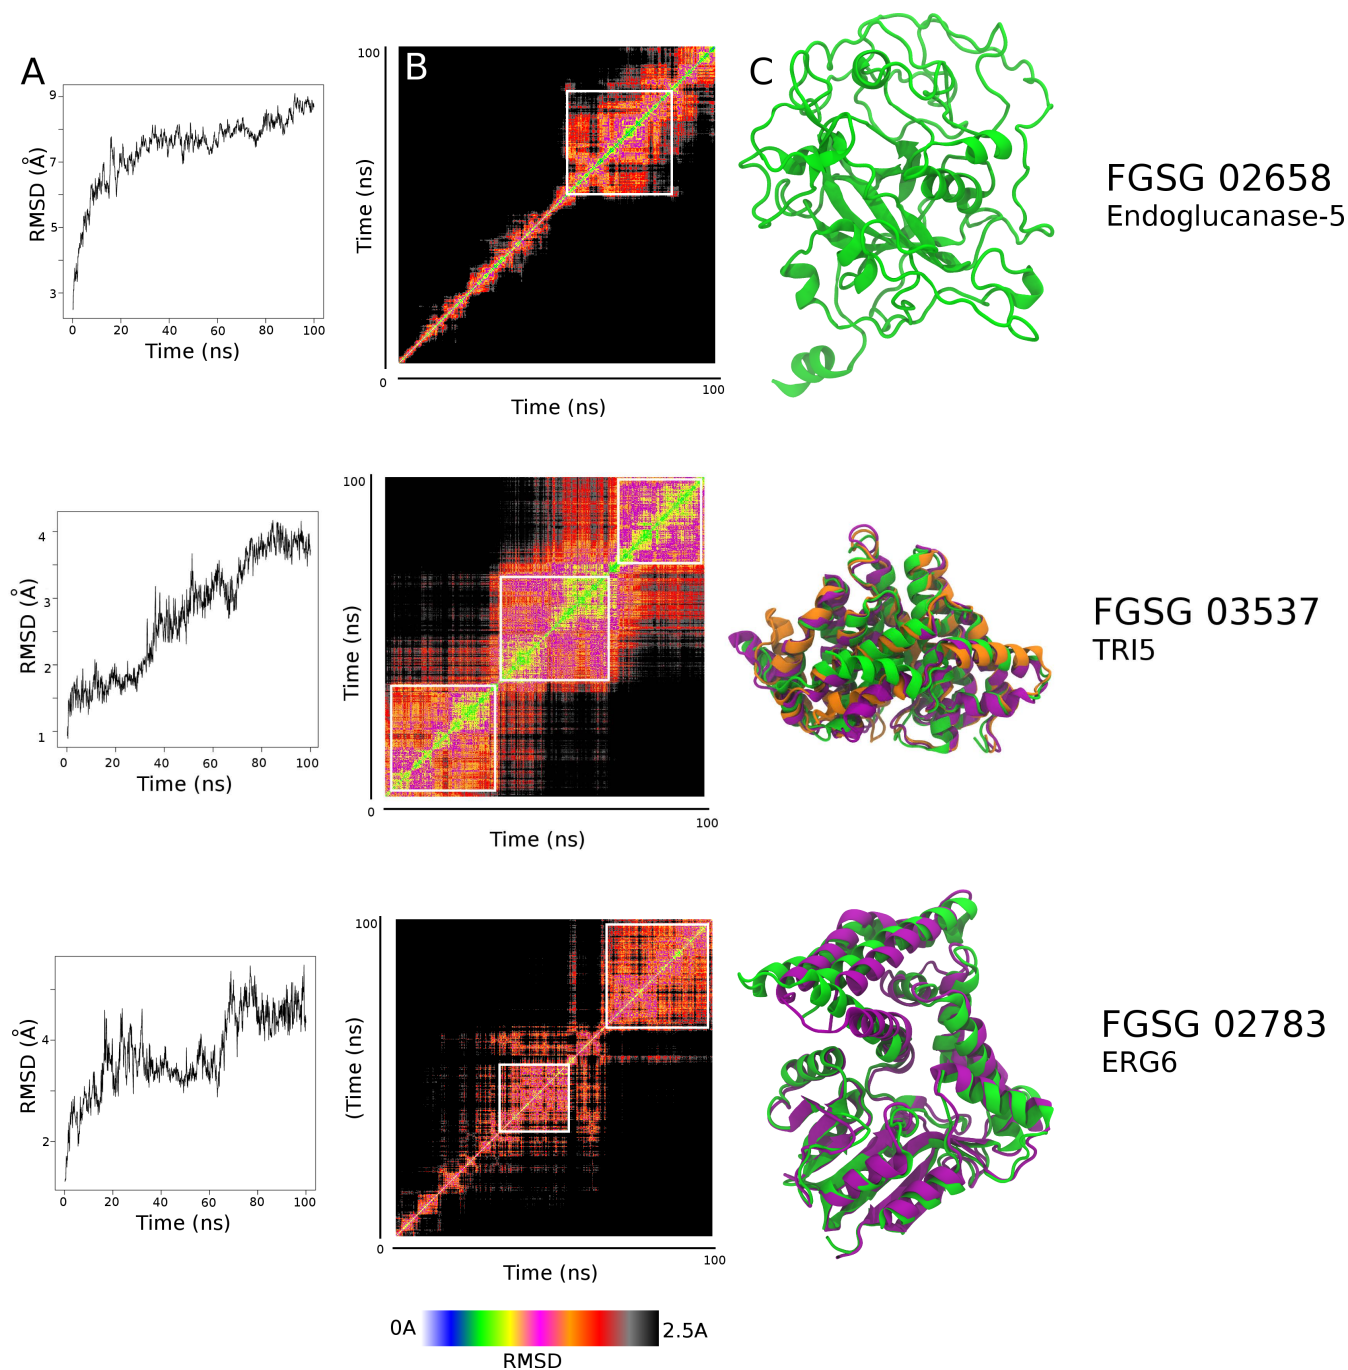 A
B
C
9
7
5
3
RMSD (Å)
0 20 40 60 80 100
Time (ns)
100
Time (ns)
0
100
Time (ns)
FGSG 02658
Endoglucanase-5
4
3
2
1
RMSD (Å)
0 20 40 60 80 100
Time (ns)
100
Time (ns)
0
100
Time (ns)
FGSG 03537
TRI5
4
2
RMSD (Å)
0 20 40 60 80 100
Time (ns)
100
(Time (ns)
0
100
Time (ns)
FGSG 02783
ERG6
0A
2.5A
RMSD